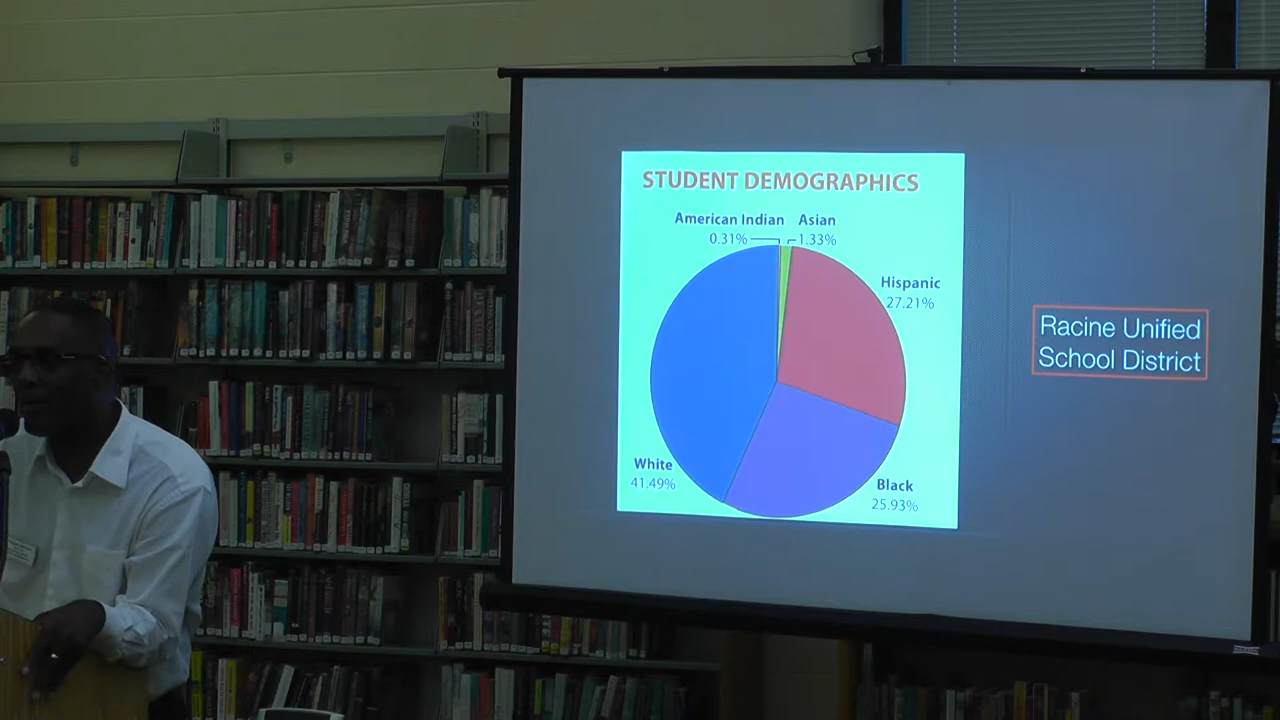 STUDENT DEMOGRAPHICS
American Indian
0.31%
Asian
1.33%
Hispanic
27.21%
White
41.49%
Black
25.93%
Racine Unified
School District